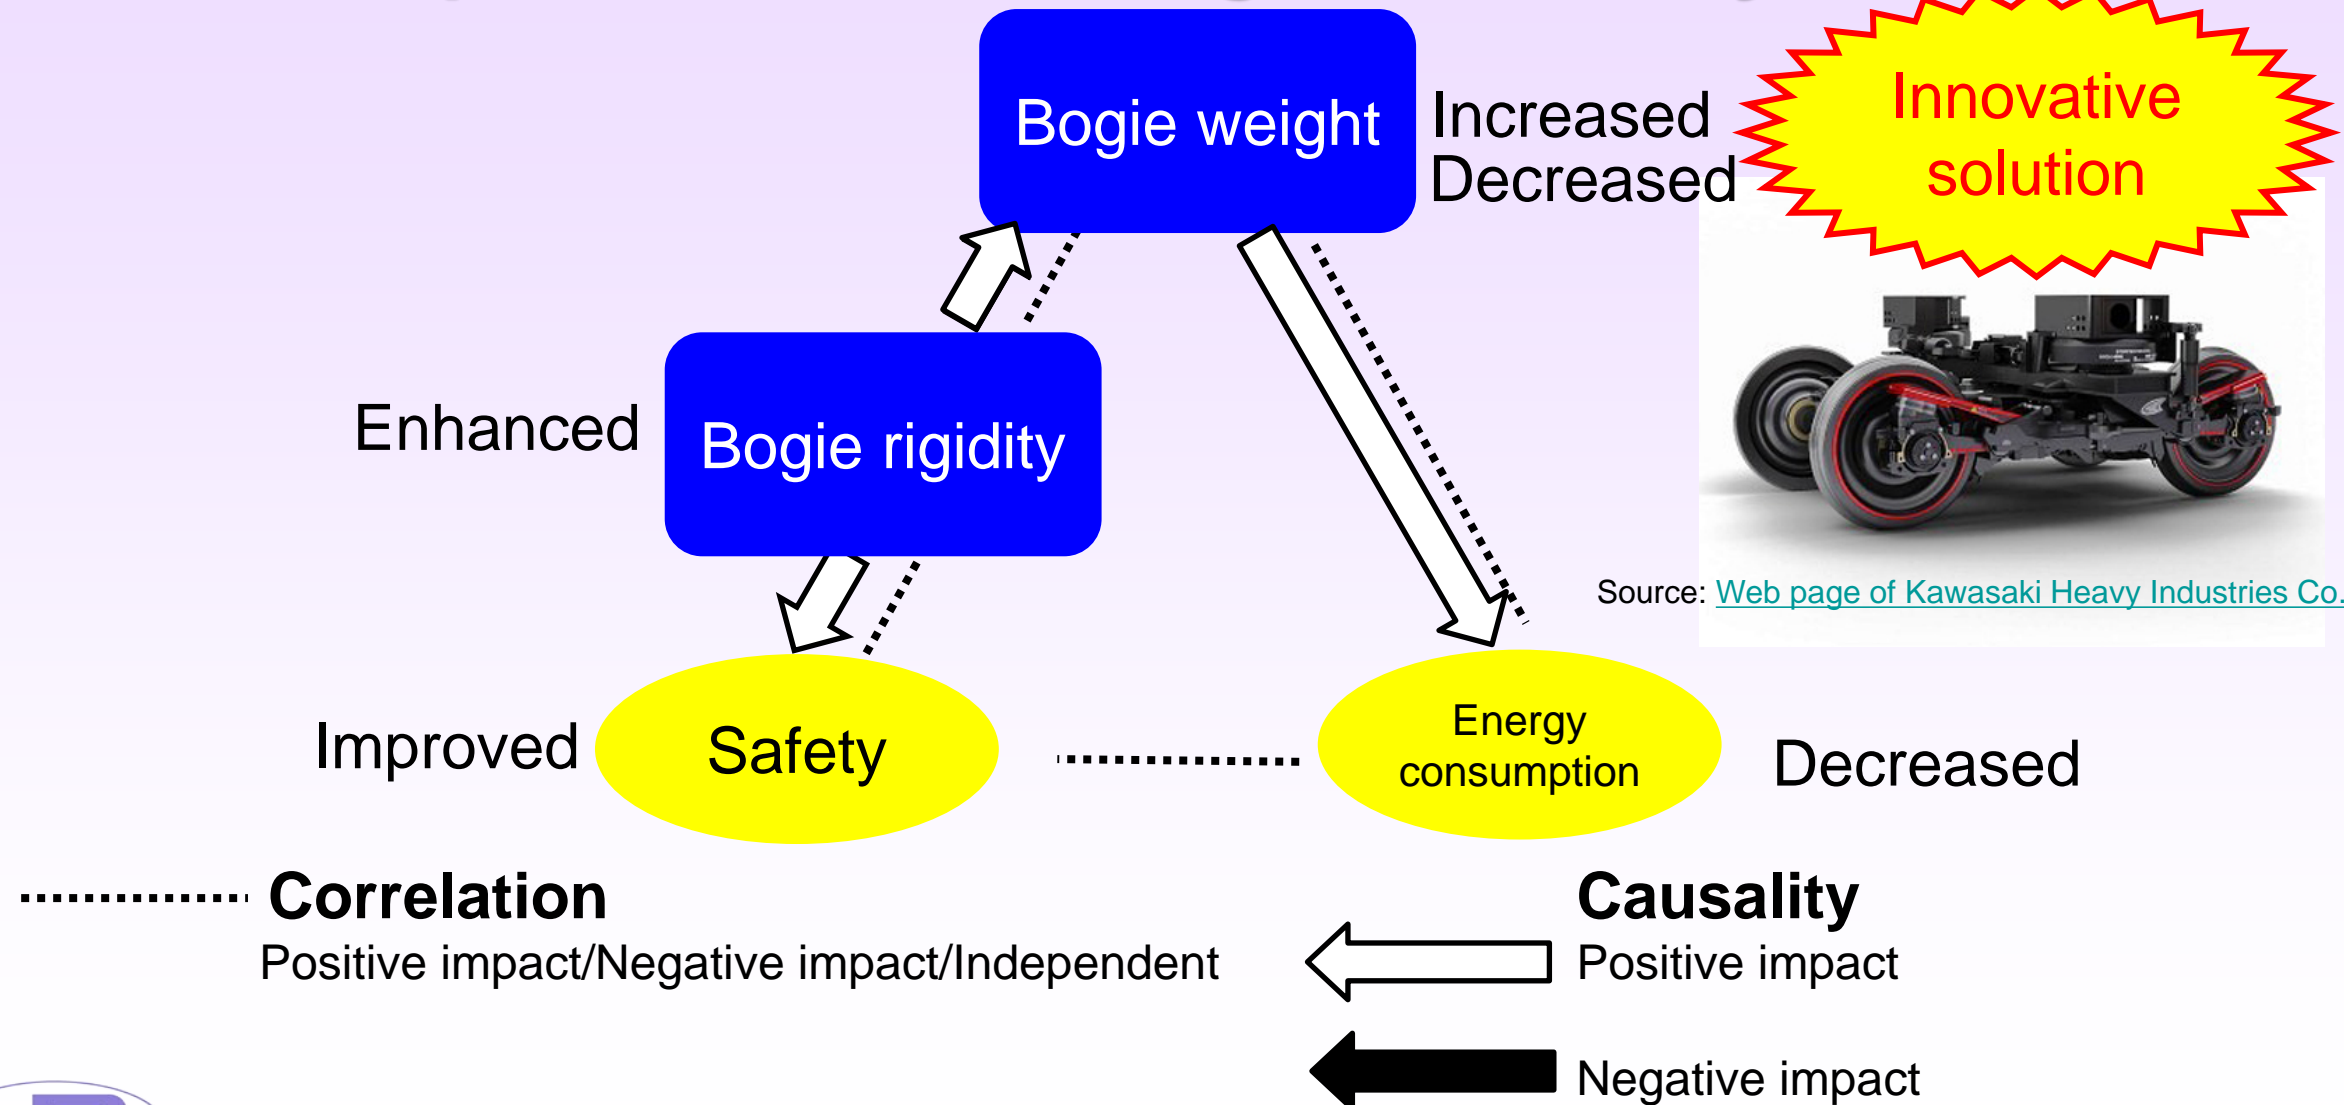 Bogie weight
Increased
Decreased
Innovative
solution
Enhanced
Bogie rigidity
Source: Web page of Kawasaki Heavy Industries Co.
Improved
Safety
Energy
consumption
Decreased
Correlation
Positive impact/Negative impact/Independent
Causality
Positive impact
Negative impact